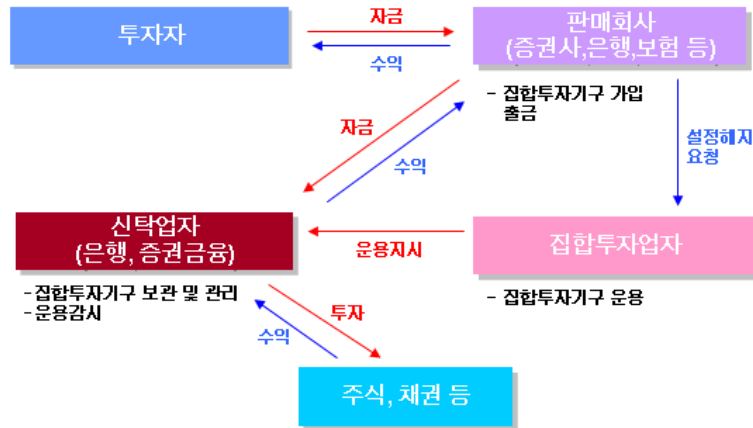 투자자
자금
수익
판매회사
(증권사,은행,보험 등)
- 집합투자기구 가입
출금
자금
수익
설정해지
요청
신탁업자
(은행, 증권금융)
운용지시
집합투자업자
-집합투자기구 보관 및 관리
-운용감시
- 집합투자기구 운용
투자
수익
주식, 채권 등